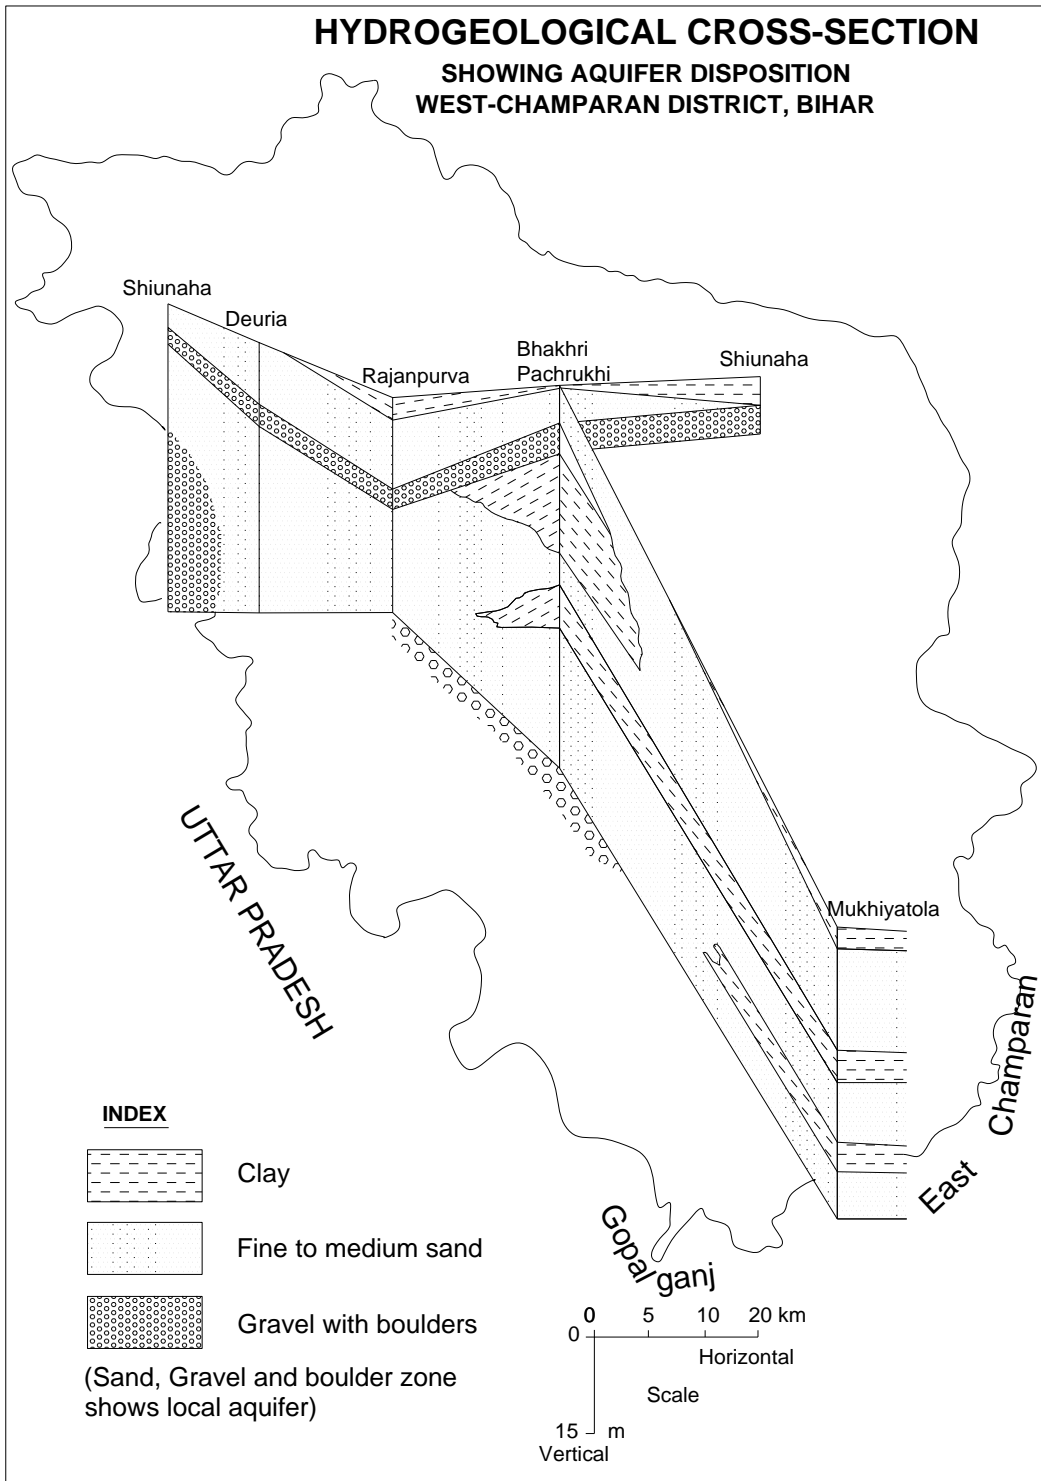 HYDROGEOLOGICAL CROSS-SECTION
SHOWING AQUIFER DISPOSITION
WEST-CHAMPARAN DISTRICT, BIHAR
Shiunaha
Deuria
Rajanpurva
Bhakhri
Pachrukhi
Shiunaha
Mukhiyatola
UTTAR PRADESH
East Champaran
Gopal ganj
INDEX
Clay
Fine to medium sand
Gravel with boulders
(Sand, Gravel and boulder zone
shows local aquifer)
0 5 10 20 km
0
Horizontal
Scale
15 m
Vertical